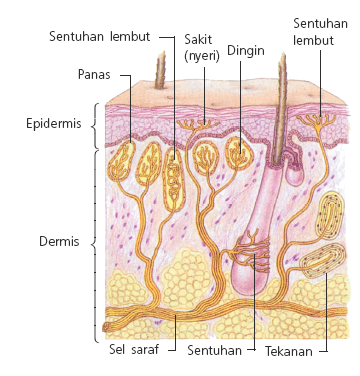 Sentuhan
lembut
Sentuhan lembut
Sakit
(nyeri)
Dingin
Panas
Epidermis
Dermis
Sel saraf
Sentuhan
Tekanan